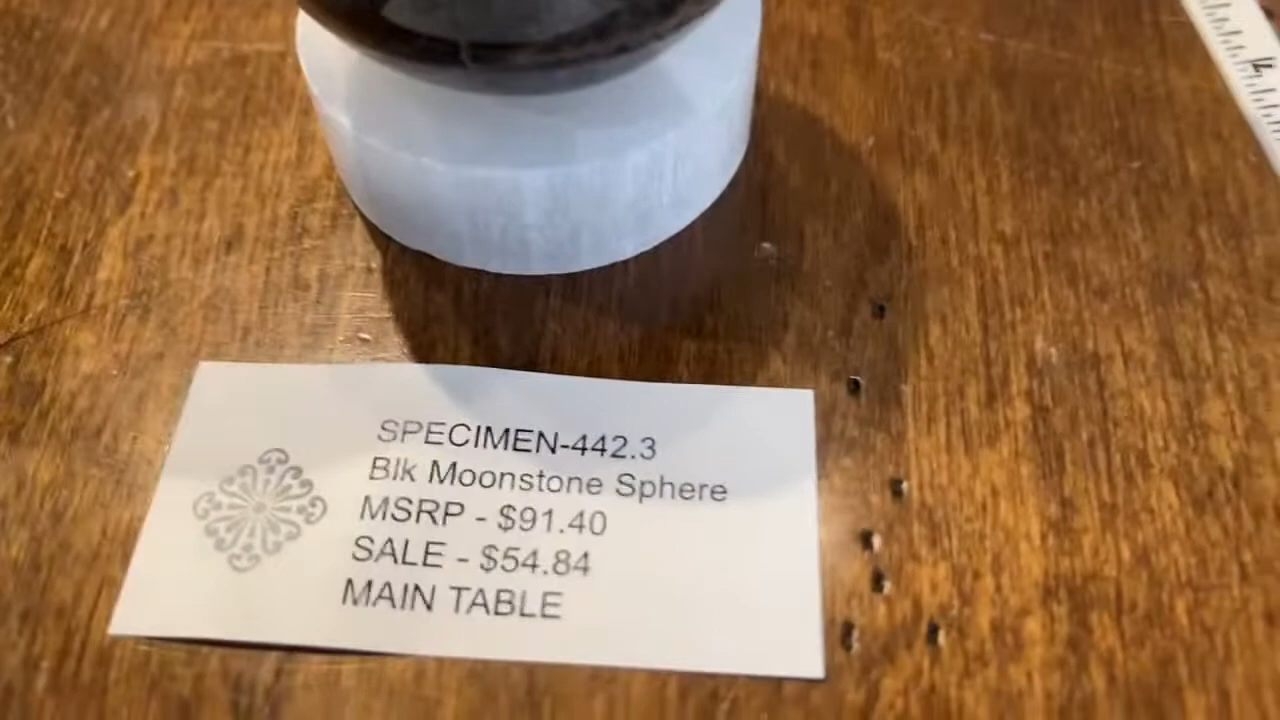 SPECIMEN-442.3
Blk Moonstone Sphere
MSRP - $91.40
SALE - $54.84
MAIN TABLE